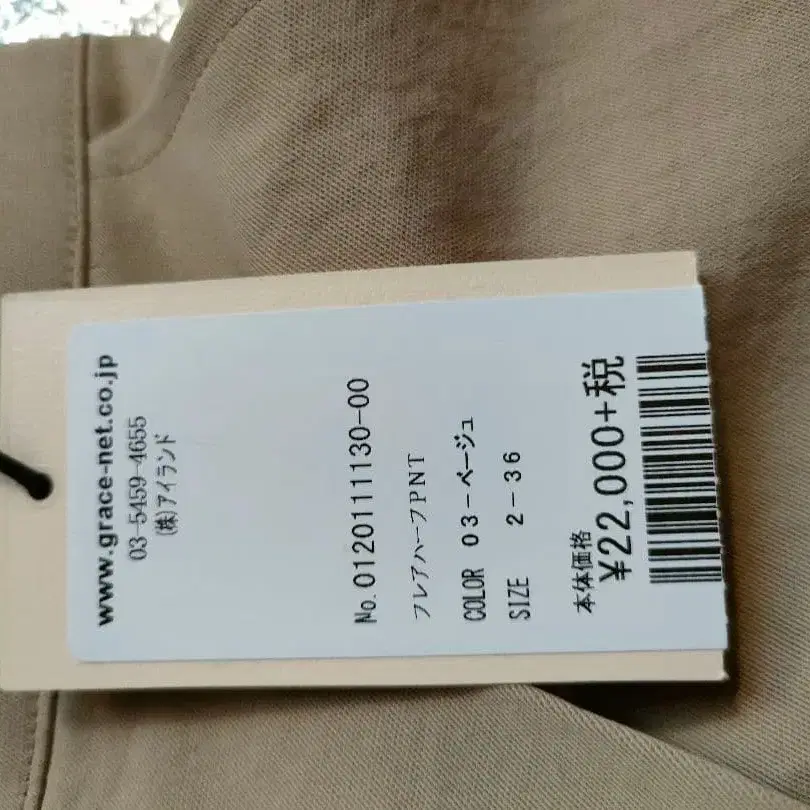 www.grace-net.co.jp
03-5459-4655
(株)アイランド
No. 0120111130-00
フレアハーフPNT
COLOR 03-ベージュ
SIZE 2-36
本体価格
¥22,000+税